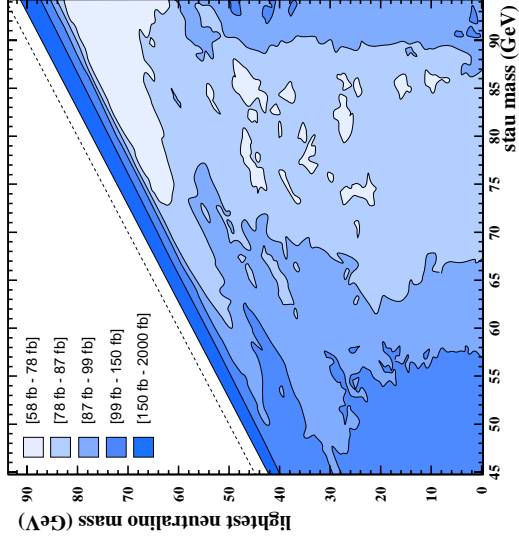 lightest neutralino mass (GeV)
90
80
70
60
50
40
30
20
10
0
[58 fb - 78 fb]
[78 fb - 87 fb]
[87 fb - 99 fb]
[99 fb - 150 fb]
[150 fb - 2000 fb]
45 50 55 60 65 70 75 80 85 90
stau mass (GeV)